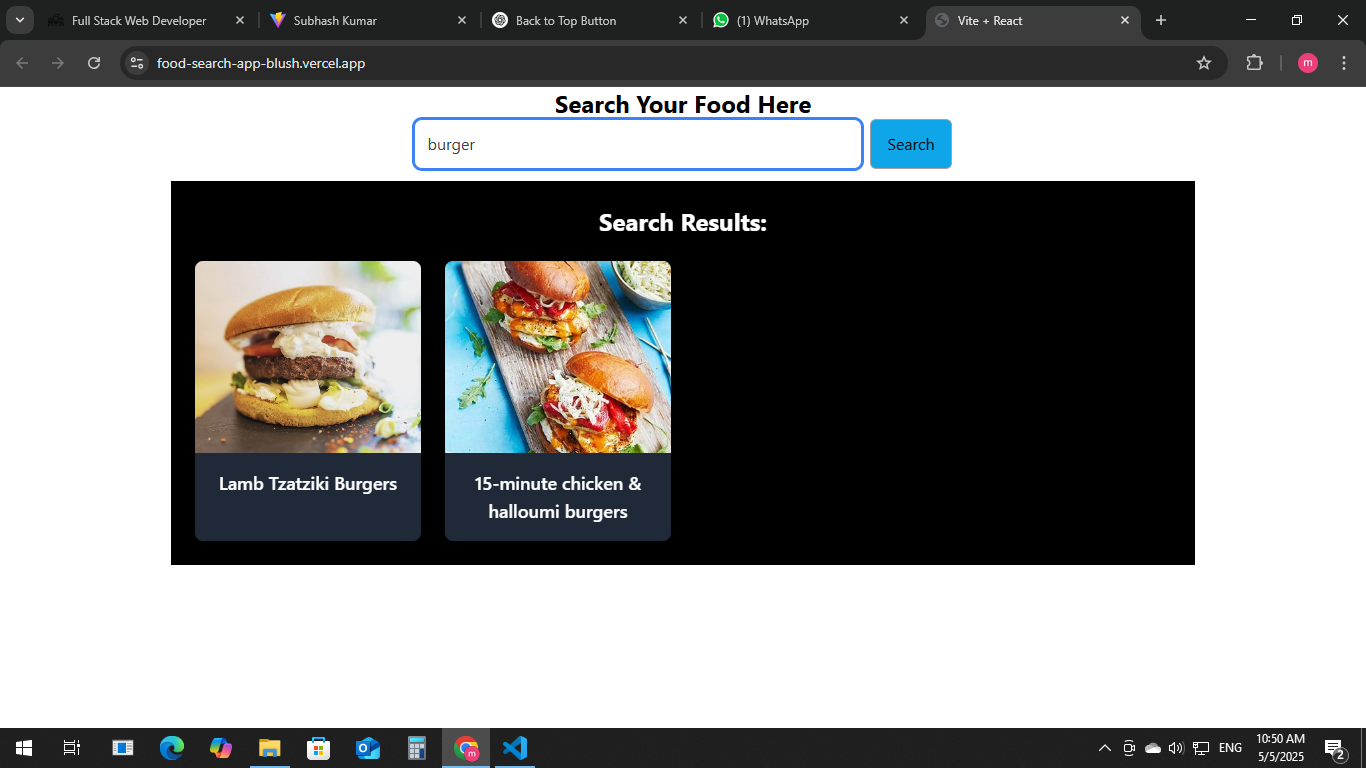 Full Stack Web Developer
Subhash Kumar
Back to Top Button
(1) WhatsApp
Vite + React
food-search-app-blush.vercel.app
m
Search Your Food Here
burger
Search
Search Results:
Lamb Tzatziki Burgers
15-minute chicken &
halloumi burgers
m
ENG
10:50 AM
5/5/2025
2